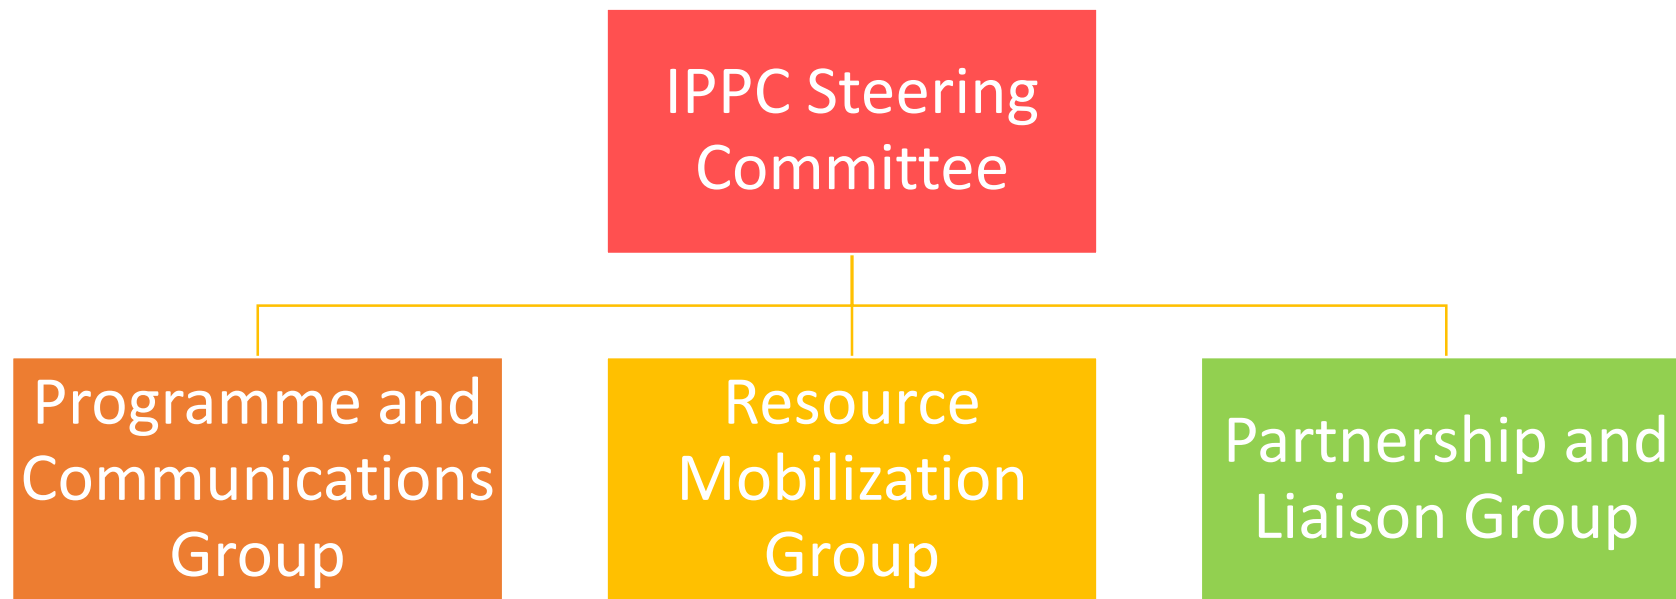 IPPC Steering
Committee
Programme and
Communications
Group
Resource
Mobilization
Group
Partnership and
Liaison Group